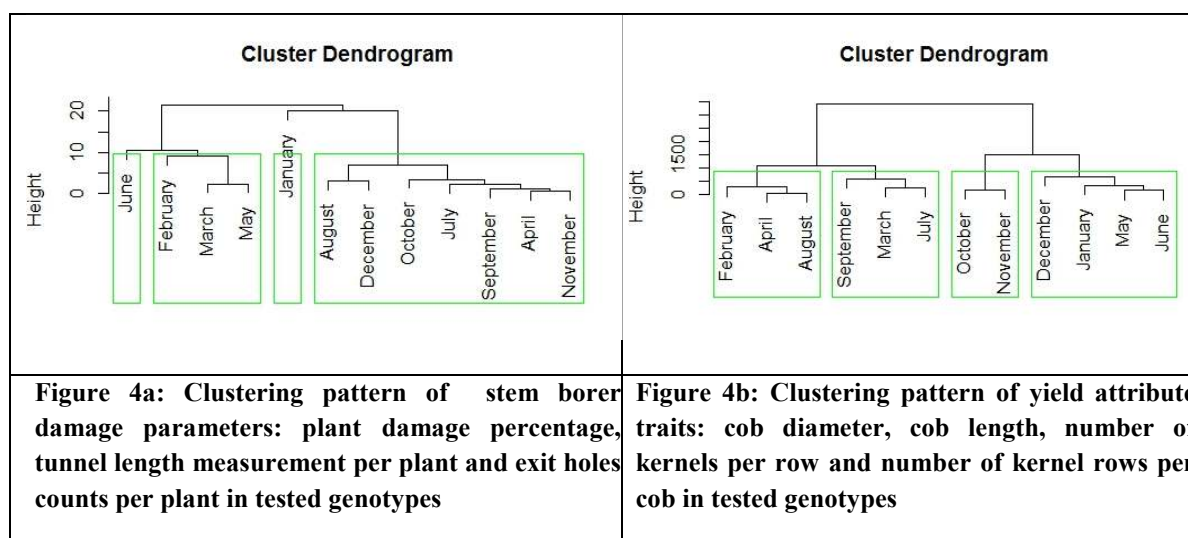 Cluster Dendrogram
Height
20
10
0
June
February
March
May
January
August
December
October
July
September
April
November
Cluster Dendrogram
Height
1500
0
February
April
August
September
March
July
October
November
December
January
May
June
Figure 4a: Clustering pattern of stem borer
damage parameters: plant damage percentage,
tunnel length measurement per plant and exit holes
counts per plant in tested genotypes
Figure 4b: Clustering pattern of yield attribute
traits: cob diameter, cob length, number of
kernels per row and number of kernel rows per
cob in tested genotypes